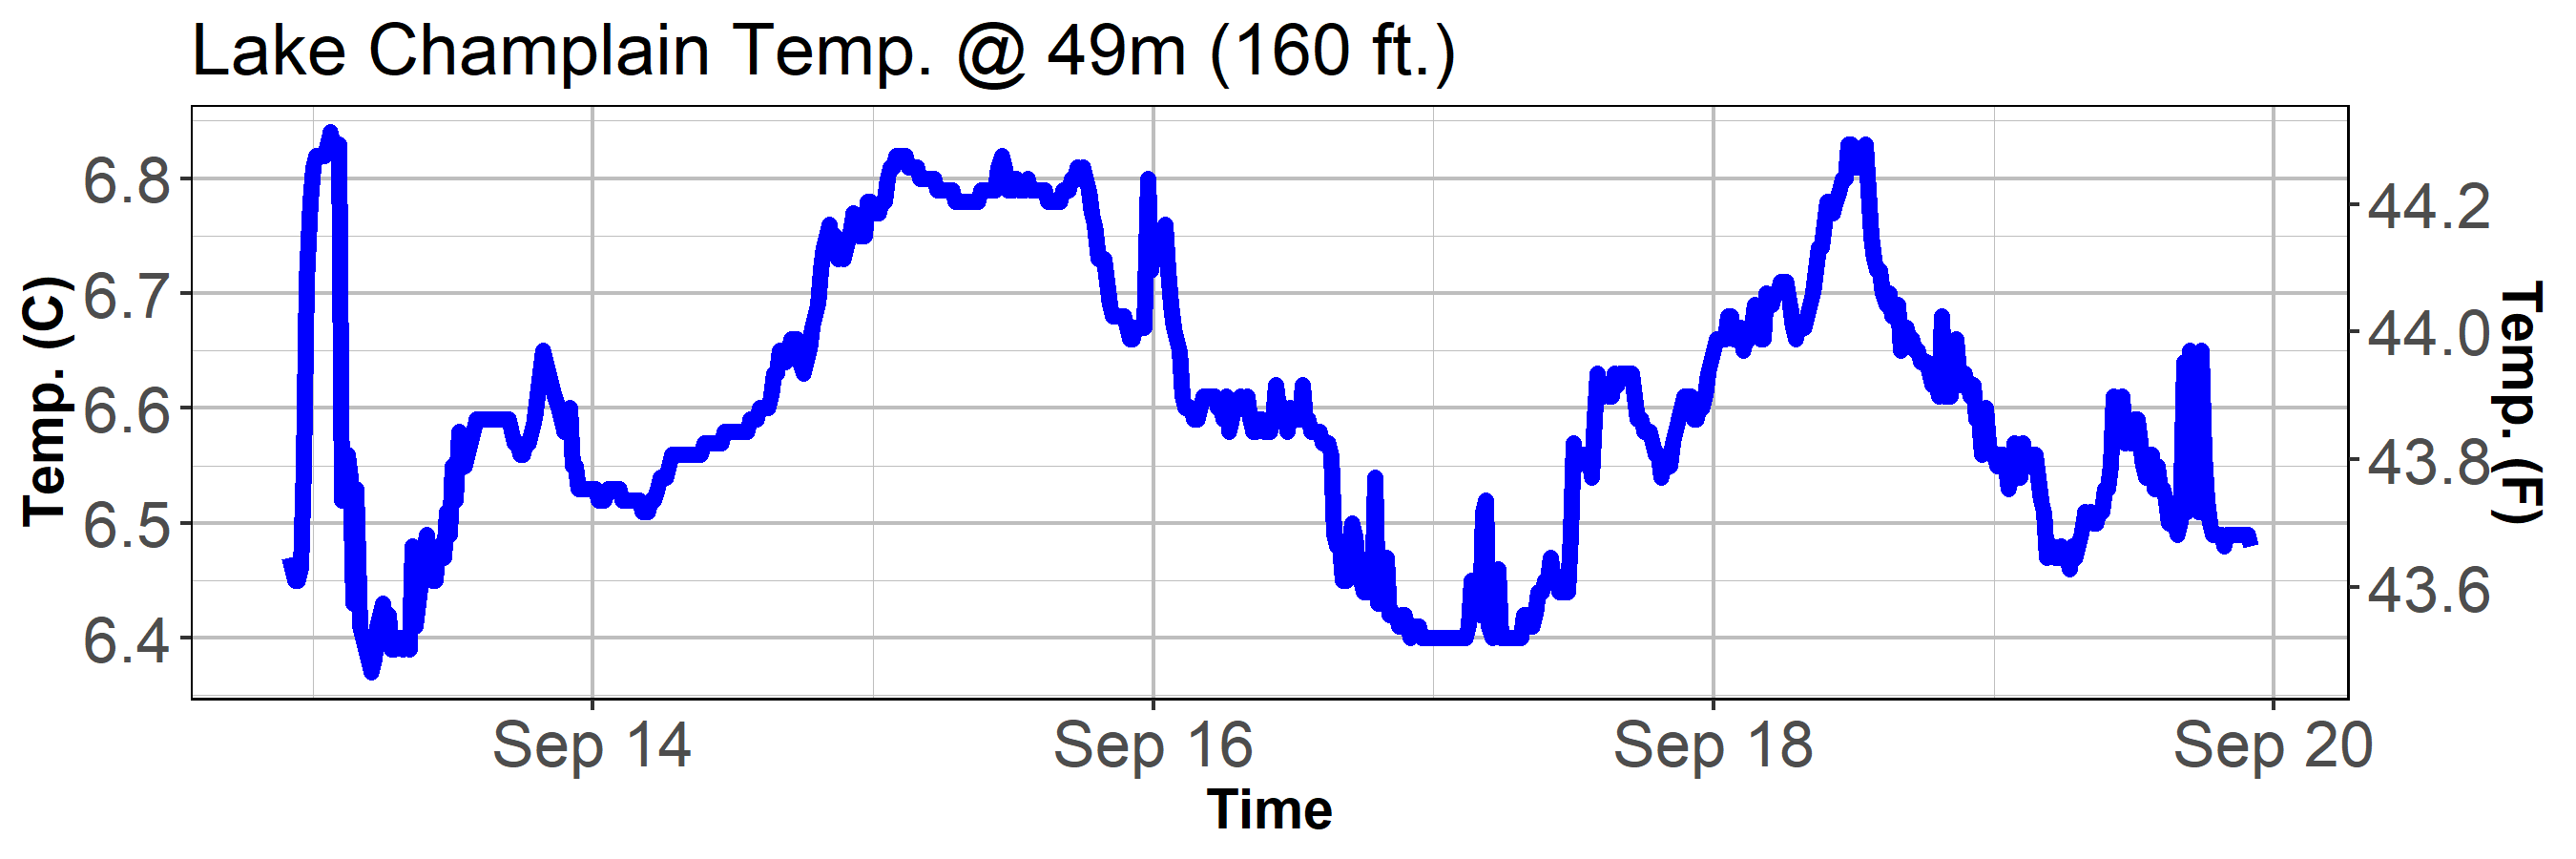 Lake Champlain Temp. @ 49m (160 ft.)
Temp. (C)
6.8
6.7
6.6
6.5
6.4
44.2
44.0
43.8
43.6
Temp. (F)
Sep 14 Sep 16 Sep 18 Sep 20
Time